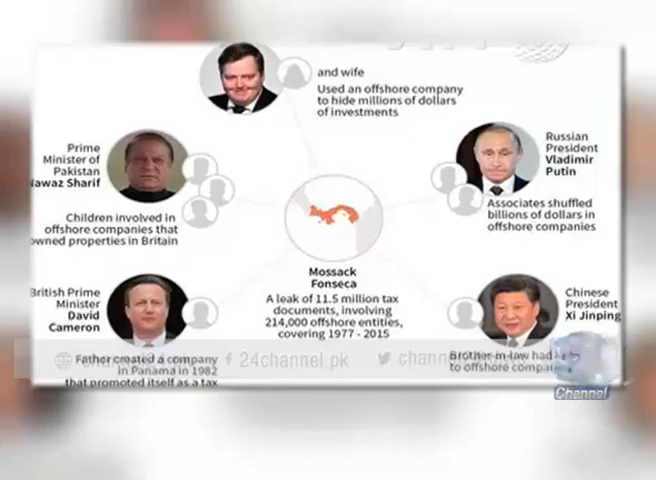 and wife
Used an offshore company
to hide millions of dollars
of investments
Prime
Minister of
Pakistan
Nawaz Sharif
Children involved in
offshore companies that
owned properties in Britain
Russian
President
Vladimir
Putin
Associates shuffled
billions of dollars in
offshore companies
Mossack
Fonseca
A leak of 11.5 million tax
documents, involving
214,000 offshore entities,
covering 1977 - 2015
British Prime
Minister
David
Cameron
Father created a company
in Panama in 1982
that promoted itself as a tax
Chinese
President
Xi Jinping
Brother-in-law had
to offshore
24channel pk
Channel